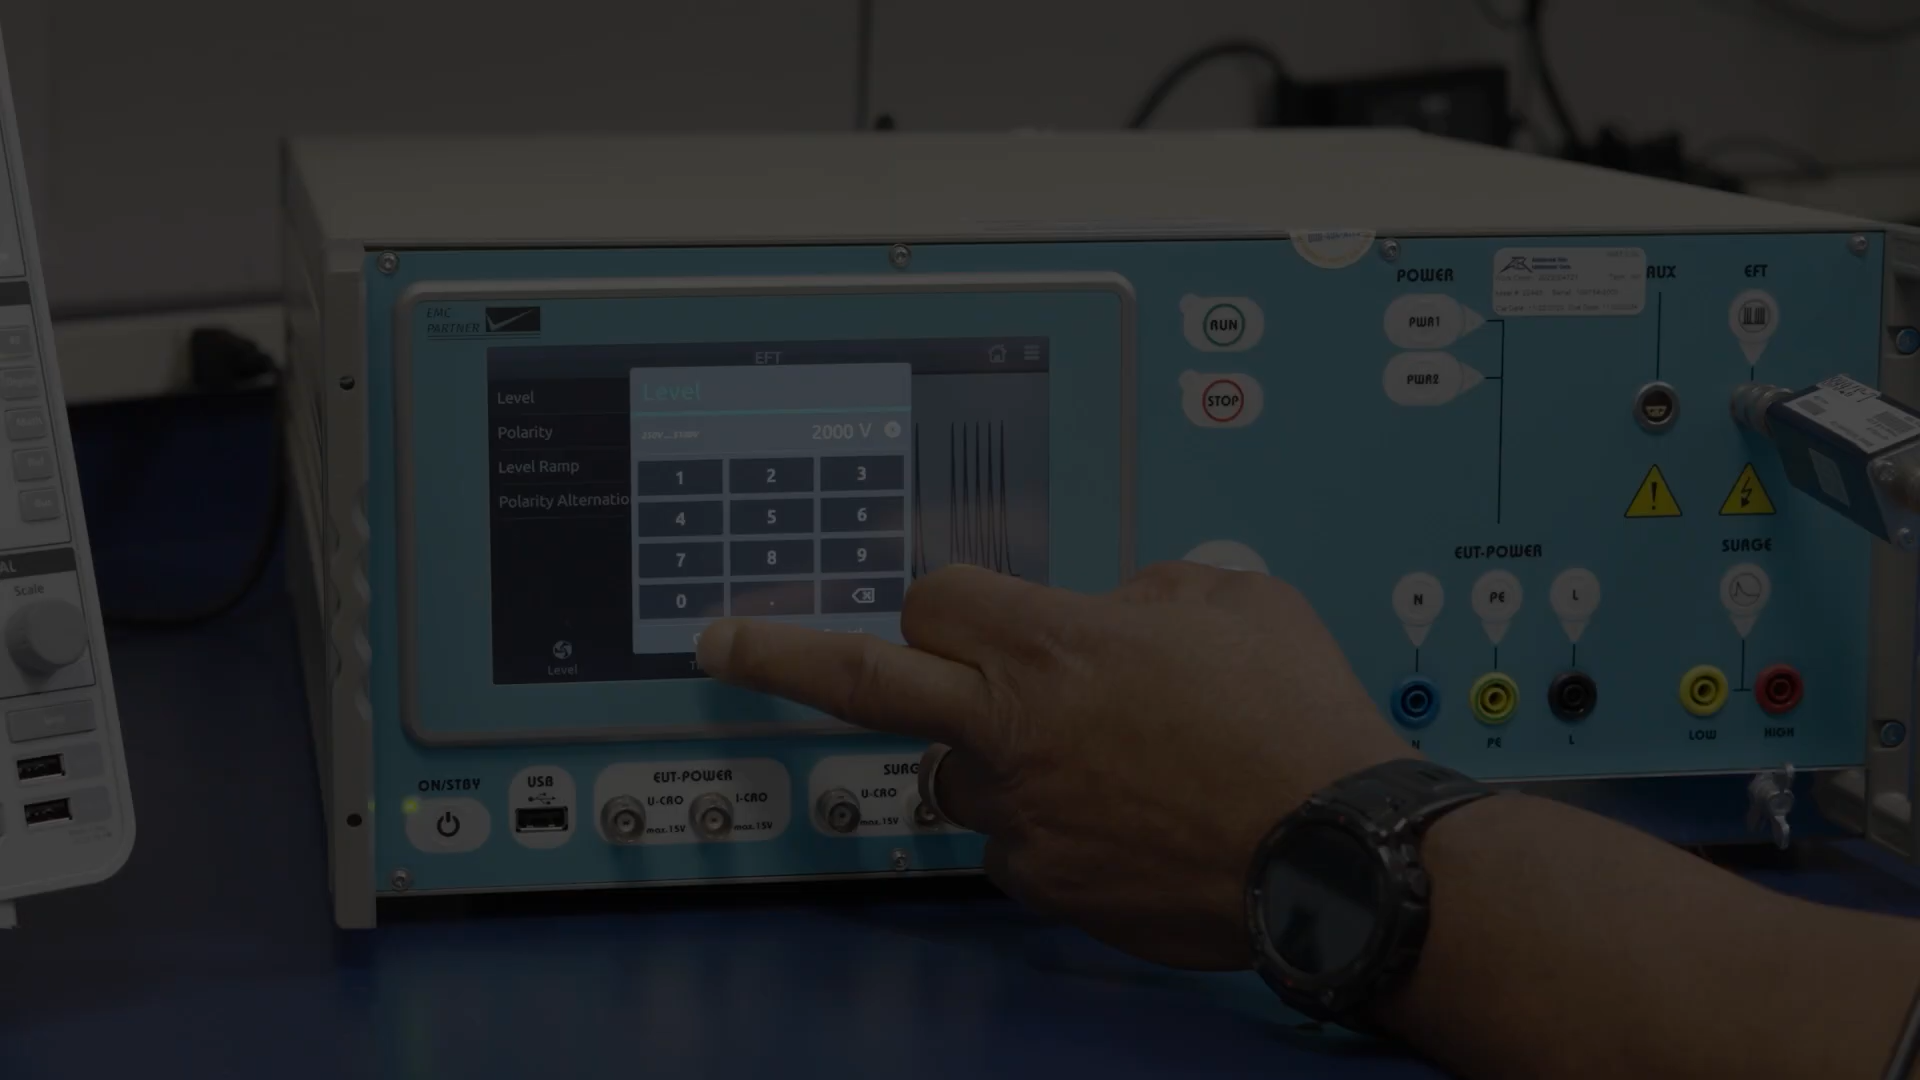 EMC
PARTNER
EFT
Level
Polarity
Level Ramp
Polarity Alternatio
Level
Level
2000 V
1 2 3
4 5 6
7 8 9
0 .
RUN
STOP
POWER
PWR1
PWR2
AUX
EFT
EUT-POWER
N PE L
N PE L
SURGE
LOW HIGH
ON/STBY
USB
EUT-POWER
U-CRO
max.15V
I-CRO
max.15V
SURG
U-CRO
max.15V
Scale